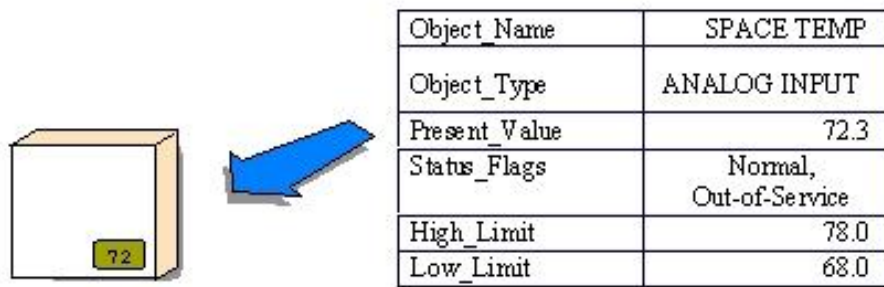 Object_Name SPACE TEMP
Object_Type ANALOG INPUT
Present_Value 72.3
Status_Flags Normal,
Out-of-Service
High_Limit 78.0
Low_Limit 68.0
72